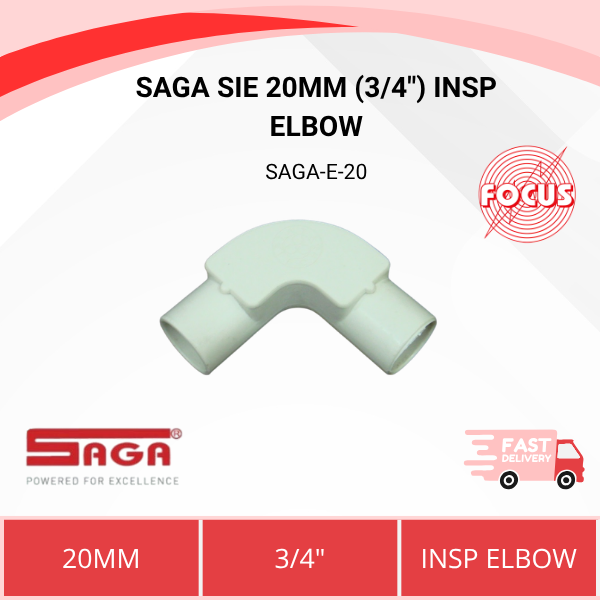 SAGA SIE 20MM (3/4") INSP
ELBOW
SAGA-E-20
FOCUS
SAGA®
POWERED FOR EXCELLENCE
FAST
DELIVERY
20MM
3/4"
INSP ELBOW